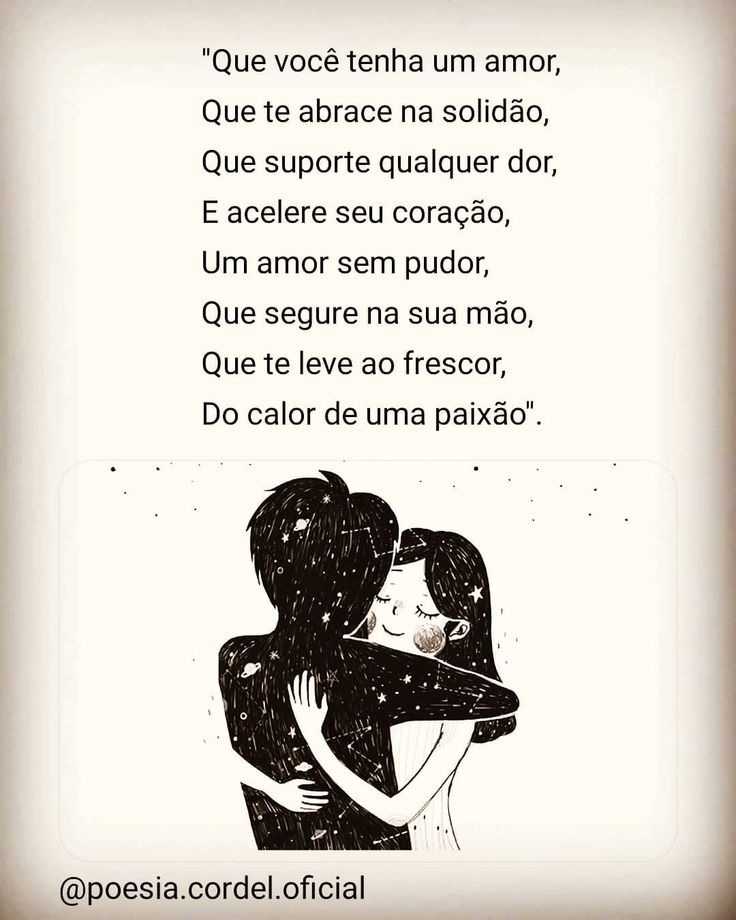 "Que você tenha um amor,
Que te abrace na solidão,
Que suporte qualquer dor,
E acelere seu coração,
Um amor sem pudor,
Que segure na sua mão,
Que te leve ao frescor,
Do calor de uma paixão".
@poesia.cordel.oficial